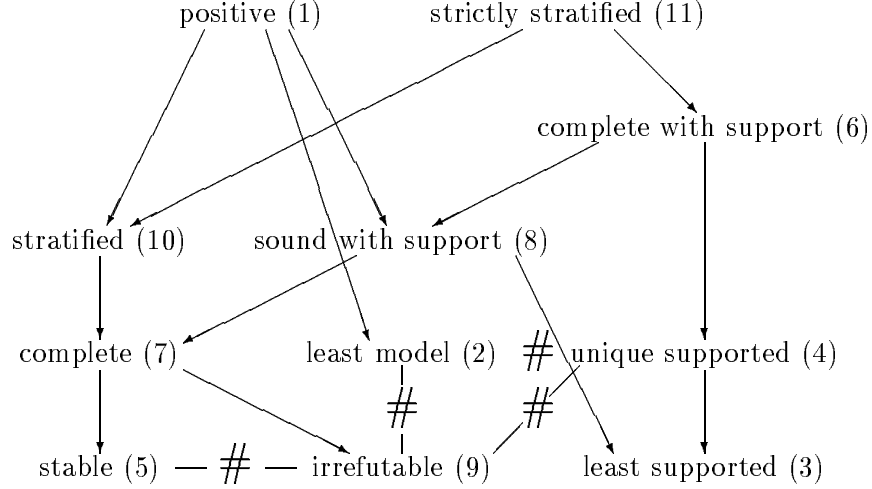 positive (1) strictly stratified (11)
complete with support (6)
stratified (10) sound with support (8)
complete (7) least model (2) # unique supported (4)
# #
stable (5) — # — irrefutable (9) least supported (3)